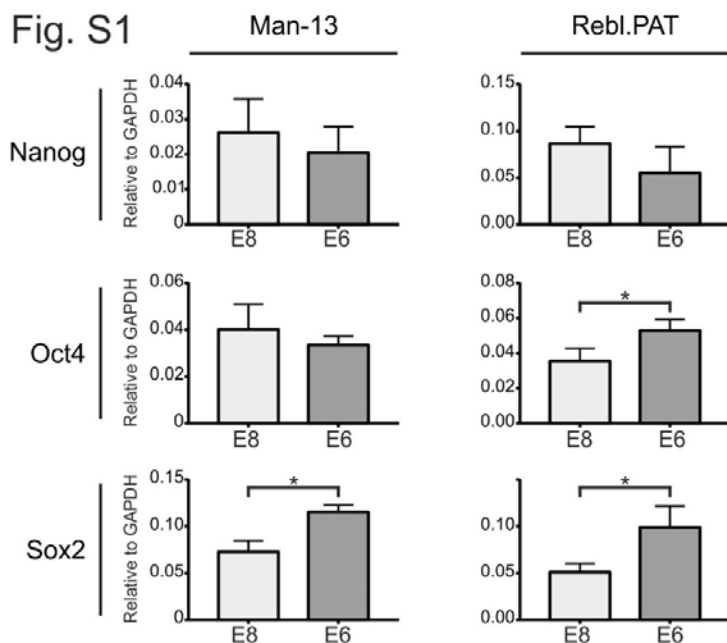 Fig. S1
Man-13
Rebl.PAT
Nanog
Relative to GAPDH
0.04
0.03
0.02
0.01
0
E8
E6
0.15
0.10
0.05
0.00
E8
E6
Oct4
Relative to GAPDH
0.06
0.04
0.02
0
E8
E6
0.08
0.06
0.04
0.02
0.00
*
E8
E6
Sox2
Relative to GAPDH
0.15
0.10
0.05
0.00
*
E8
E6
0.15
0.10
0.05
0.00
*
E8
E6